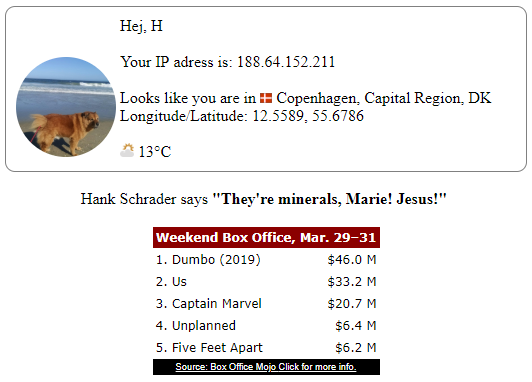 Hej, H
Your IP adress is: 188.64.152.211
Looks like you are in Copenhagen, Capital Region, DK
Longitude/Latitude: 12.5589, 55.6786
13°C
Hank Schrader says "They're minerals, Marie! Jesus!"
Weekend Box Office, Mar. 29–31
1. Dumbo (2019) $46.0 M
2. Us $33.2 M
3. Captain Marvel $20.7 M
4. Unplanned $6.4 M
5. Five Feet Apart $6.2 M
Source: Box Office Mojo Click for more info.